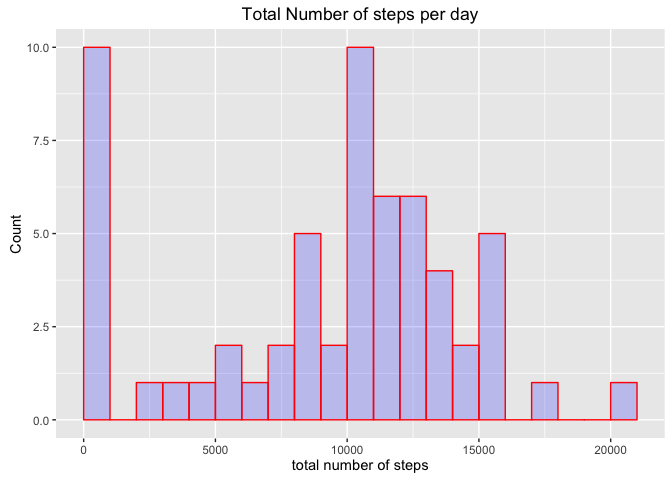 Total Number of steps per day
Count
10.0
7.5
5.0
2.5
0.0
0 5000 10000 15000 20000
total number of steps